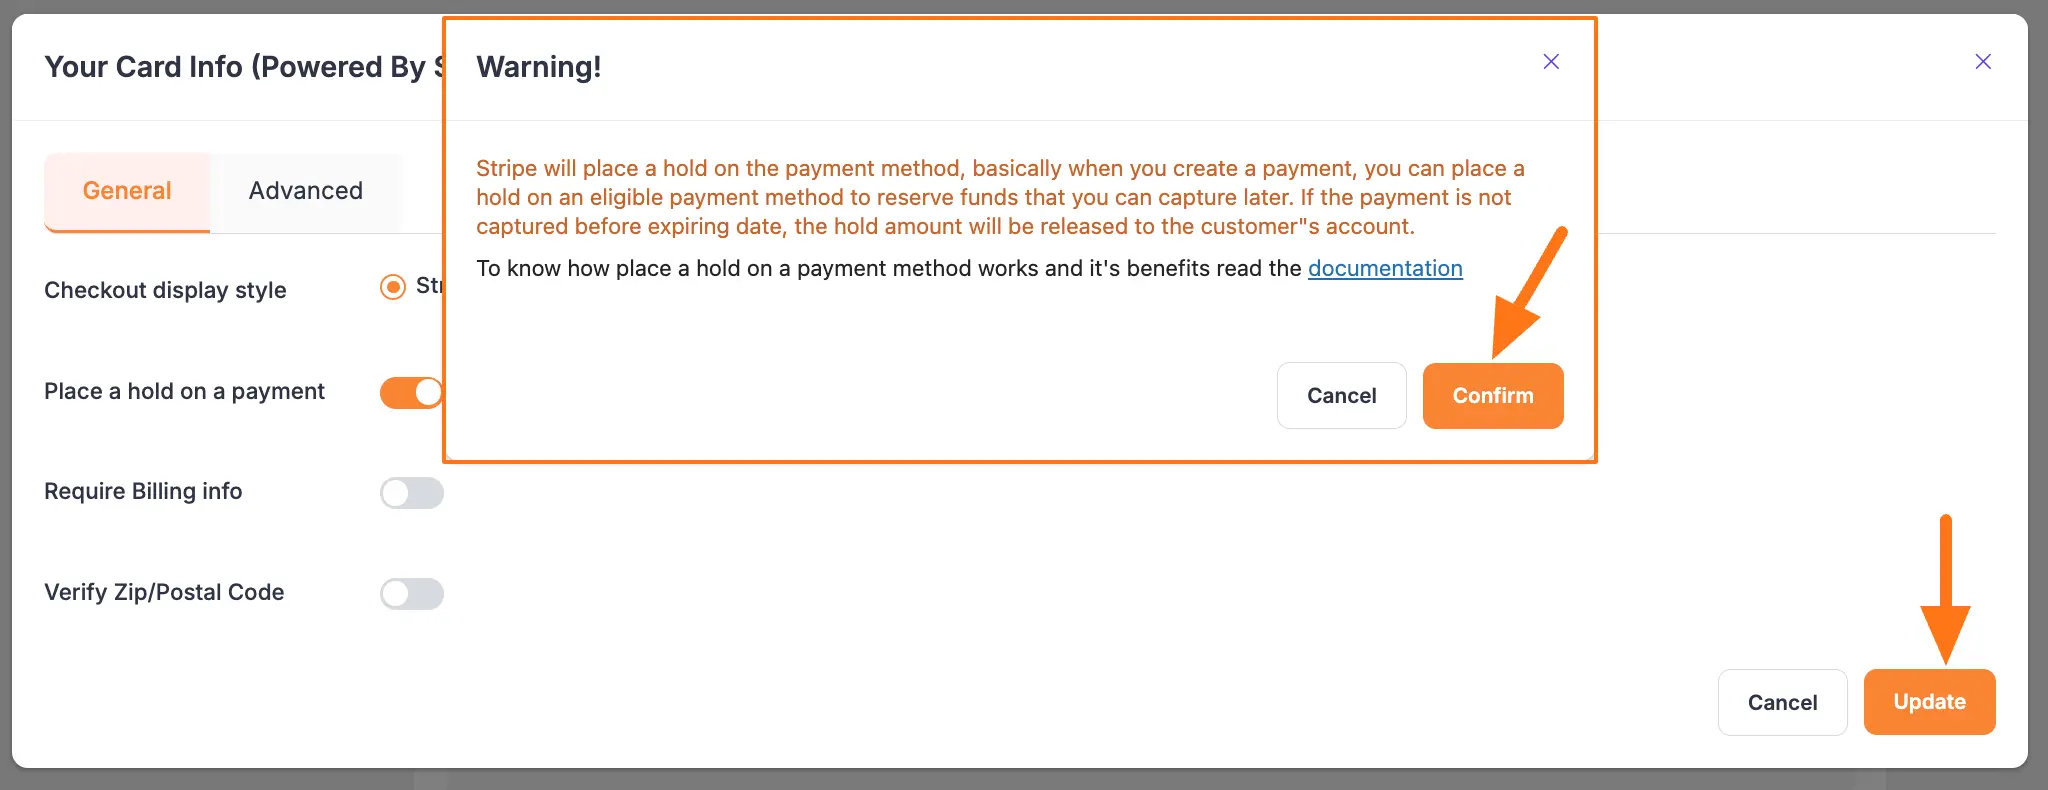 Your Card Info (Powered By
Warning!
General
Advanced
Stripe will place a hold on the payment method, basically when you create a payment, you can place a
hold on an eligible payment method to reserve funds that you can capture later. If the payment is not
captured before expiring date, the hold amount will be released to the customer"s account.
To know how place a hold on a payment method works and it's benefits read the documentation
Checkout display style
Place a hold on a payment
Cancel
Confirm
Require Billing info
Verify Zip/Postal Code
Cancel
Update